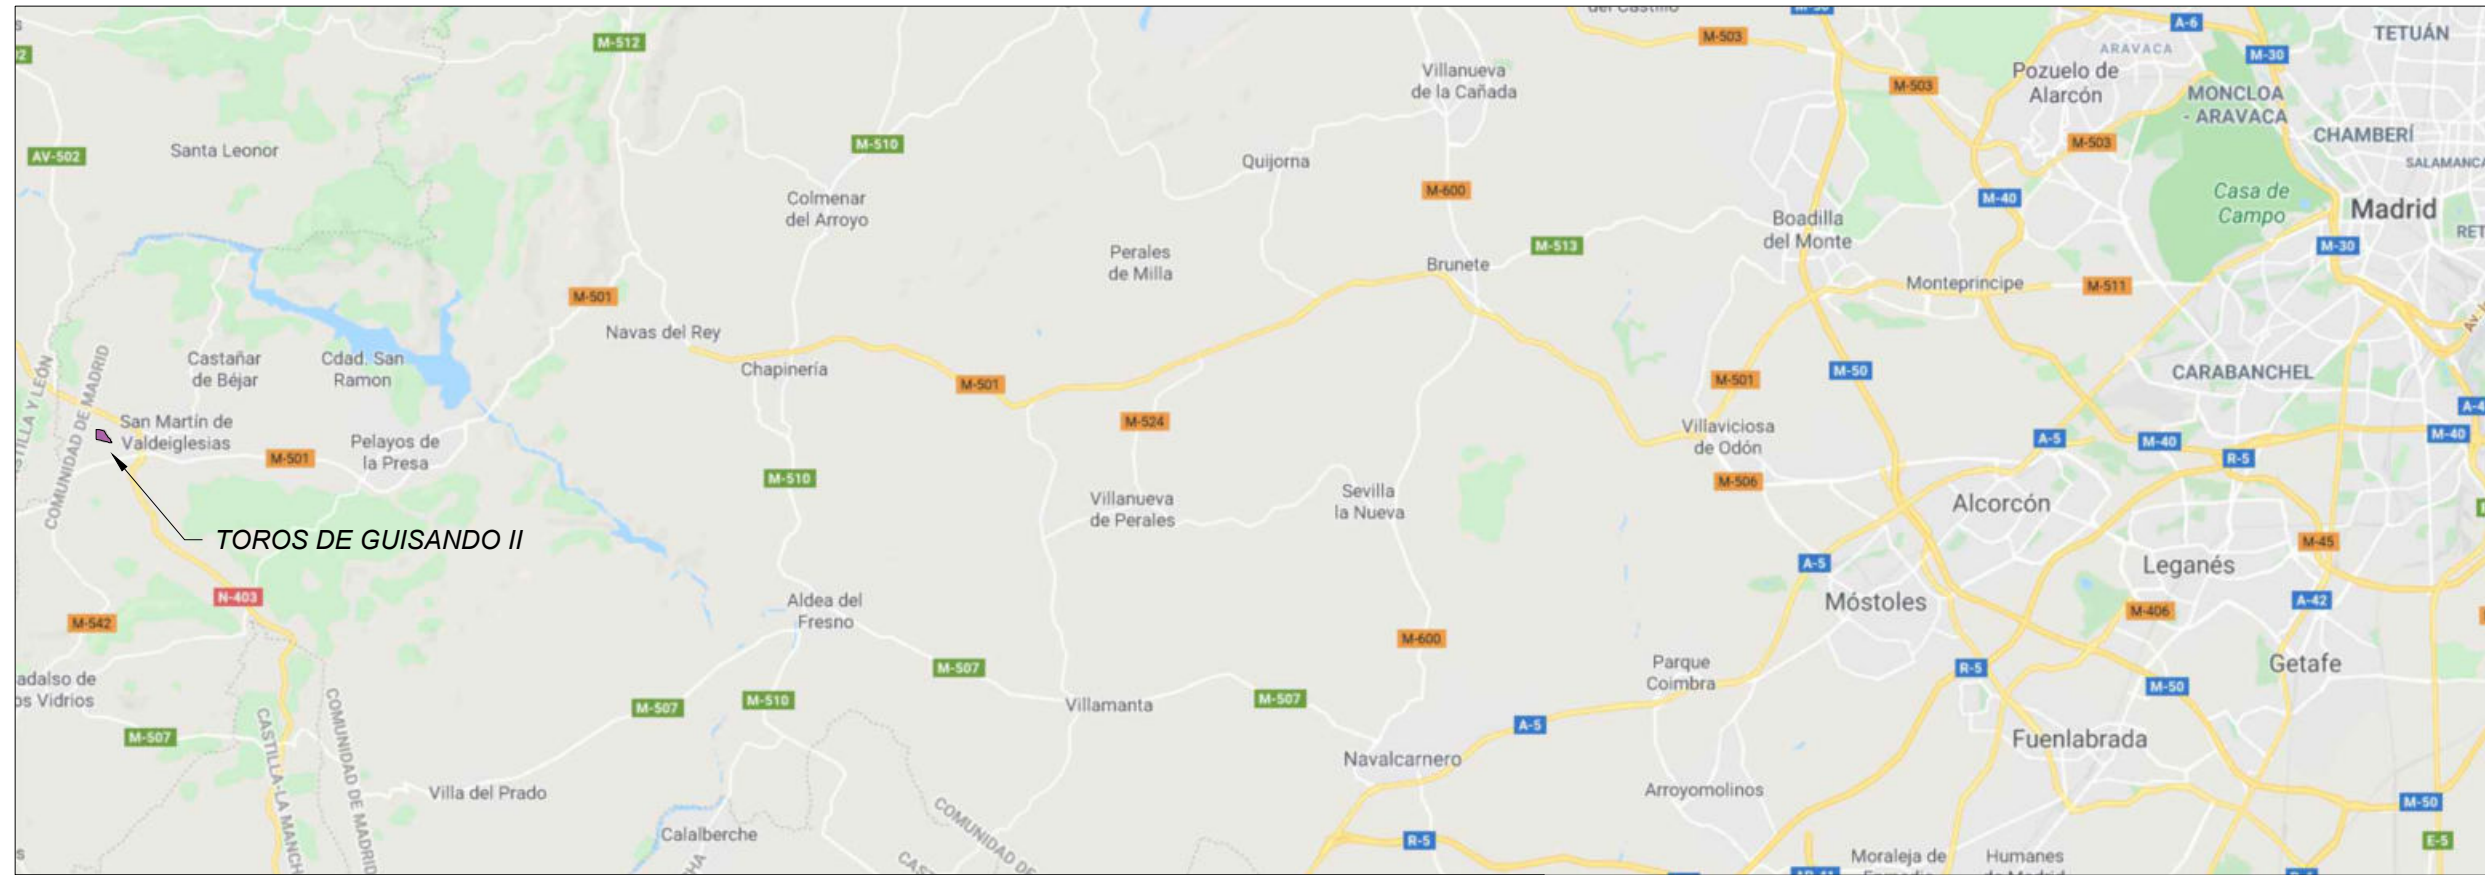 M-512
M-503
A-6
TETUÁN
ARAVACA
M-30
Villanueva
de la Cañada
Pozuelo de
Alarcón
M-503
MONCLOA
- ARAVACA
CHAMBERÍ
SALAMANCA
AV-502
Santa Leonor
M-510
Quijorna
M-503
M-600
Colmenar
del Arroyo
M-40
Casa de
Campo
Madrid
Boadilla
del Monte
M-513
M-30
Perales
de Milla
Brunete
Monteprincipe
M-511
M-501
Navas del Rey
Castañar
de Béjar
Cdad. San
Ramon
Chapinería
M-501
M-501
M-50
CARABANCHEL
COMUNIDAD DE MADRID
San Martín de
Valdeiglesias
M-524
Villaviciosa
de Odón
A-5
M-40
M-40
Pelayos de
la Presa
M-501
R-5
M-510
M-506
Villanueva
de Perales
Sevilla
la Nueva
Alcorcón
TOROS DE GUISANDO II
M-45
A-5
Leganés
N-403
Aldea del
Fresno
Móstoles
A-42
M-406
M-542
M-600
M-507
Parque
Coimbra
R-5
Getafe
adalso de
os Vidrios
M-507
M-510
Villamanta
M-507
M-50
A-5
M-507
CASTILLA-LA MANCH
COMUNIDAD DE MADRID
Navalcarnero
Fuenlabrada
Villa del Prado
Arroyomolinos
M-50
Calalberche
COMUNIDAD DE
R-5
E-5
Moraleja de
Humanes